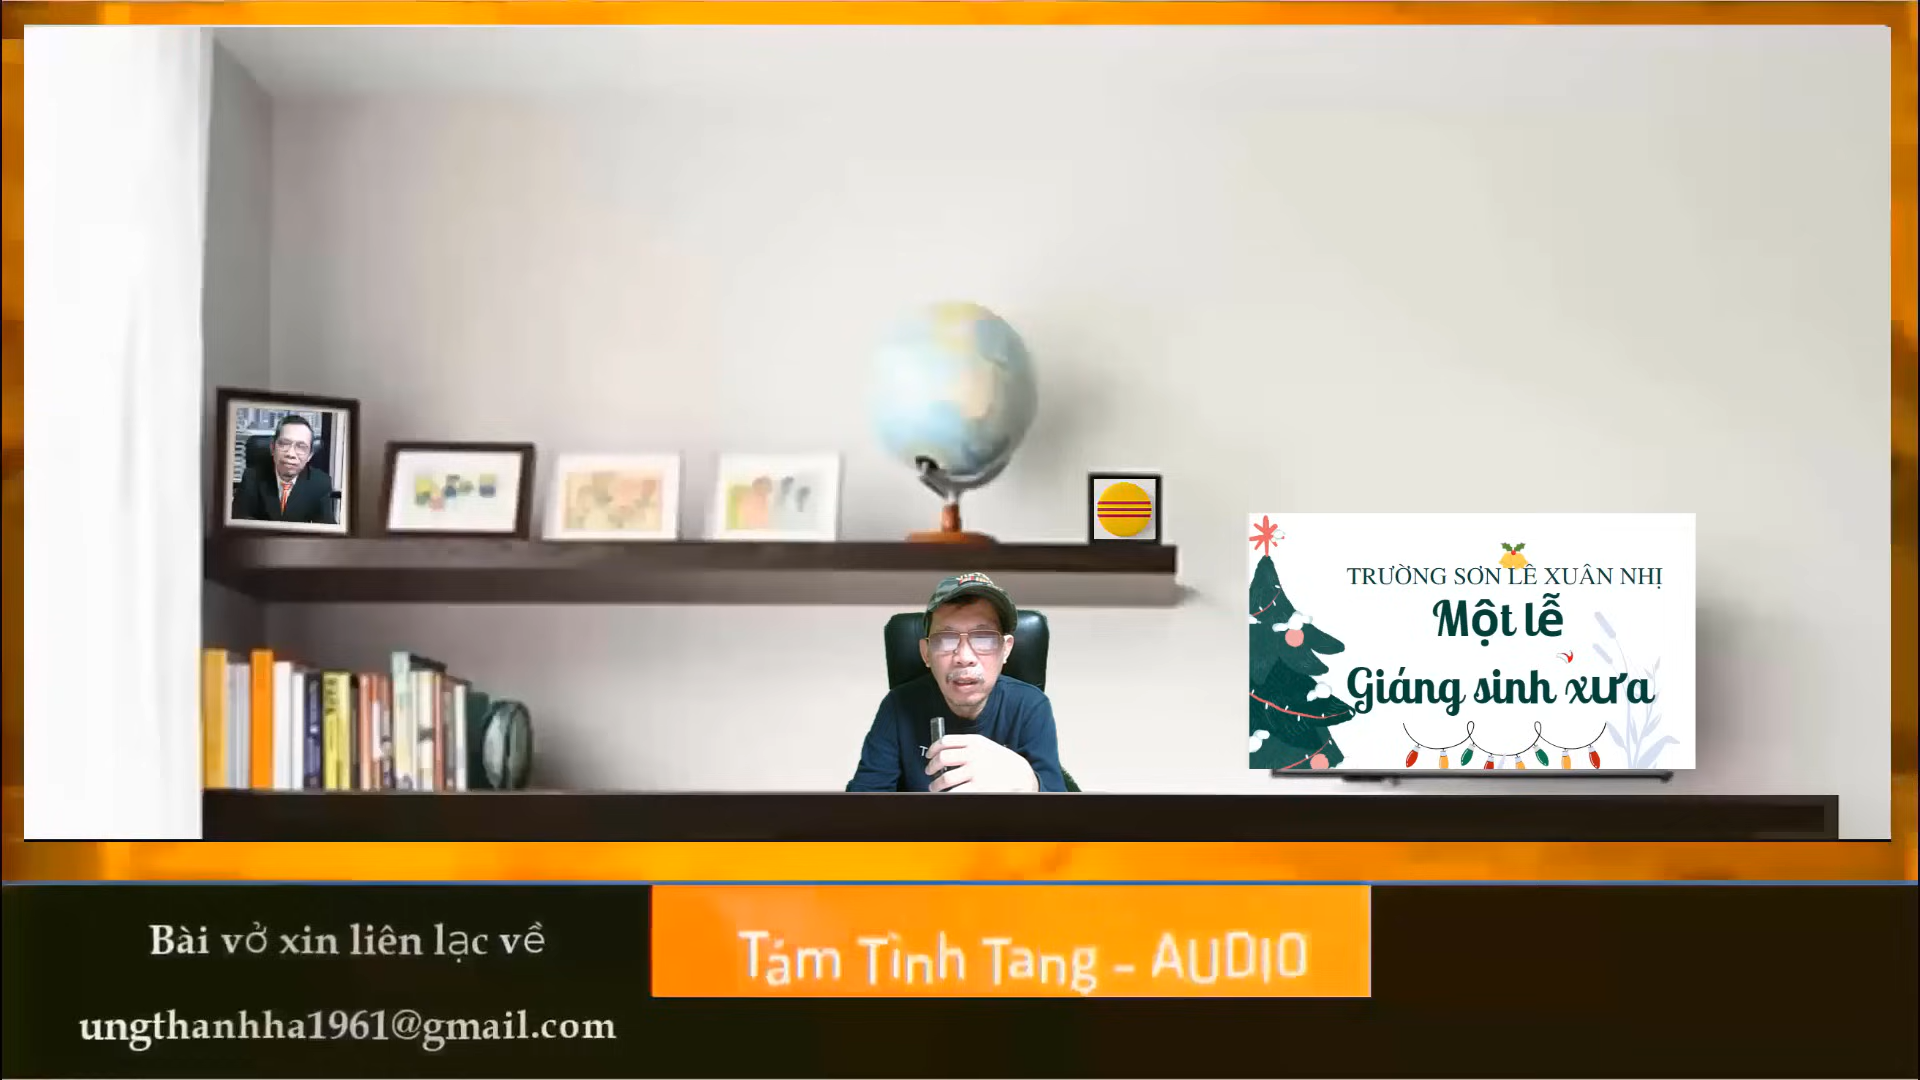 TRƯỜNG SƠN LÊ XUÂN NHỊ
Một lễ
Giáng sinh xưa
Bài vở xin liên lạc về
ungthanhha1961@gmail.com
Tám Tình Tang - AUDIO